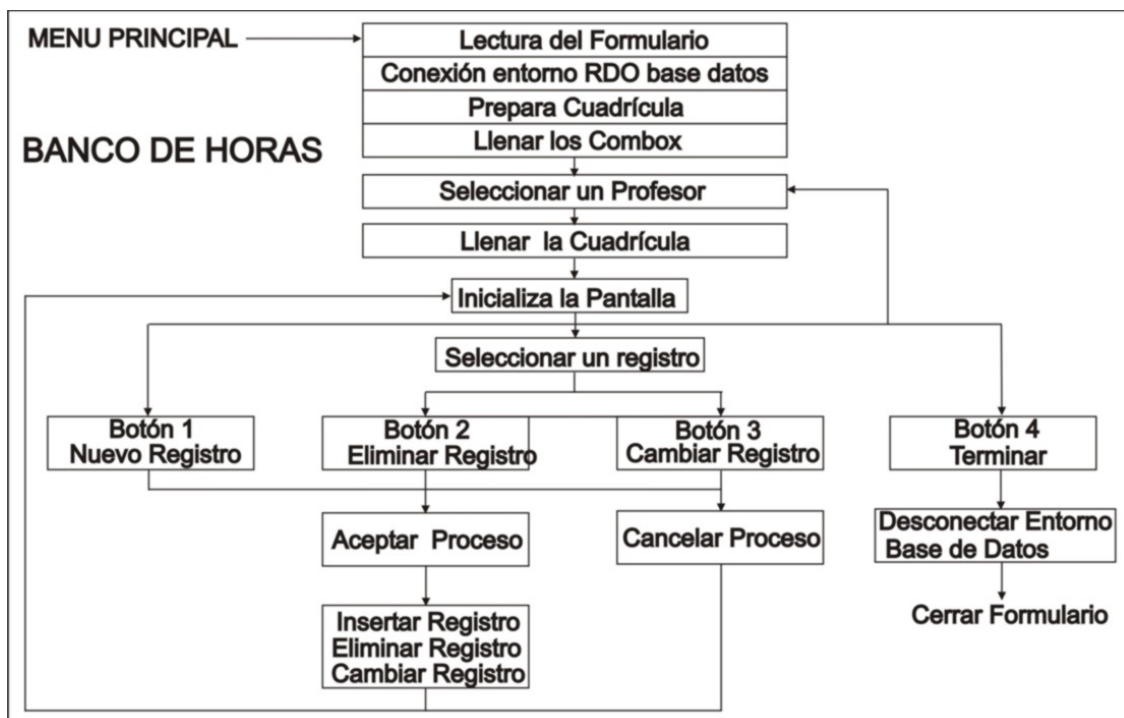 MENU PRINCIPAL
Lectura del Formulario
Conexión entorno RDO base datos
Prepara Cuadrícula
Llenar los Combox
BANCO DE HORAS
Seleccionar un Profesor
Llenar la Cuadrícula
Inicializa la Pantalla
Seleccionar un registro
Botón 1
Nuevo Registro
Botón 2
Eliminar Registro
Botón 3
Cambiar Registro
Botón 4
Terminar
Aceptar Proceso
Cancelar Proceso
Desconectar Entorno
Base de Datos
Insertar Registro
Eliminar Registro
Cambiar Registro
Cerrar Formulario